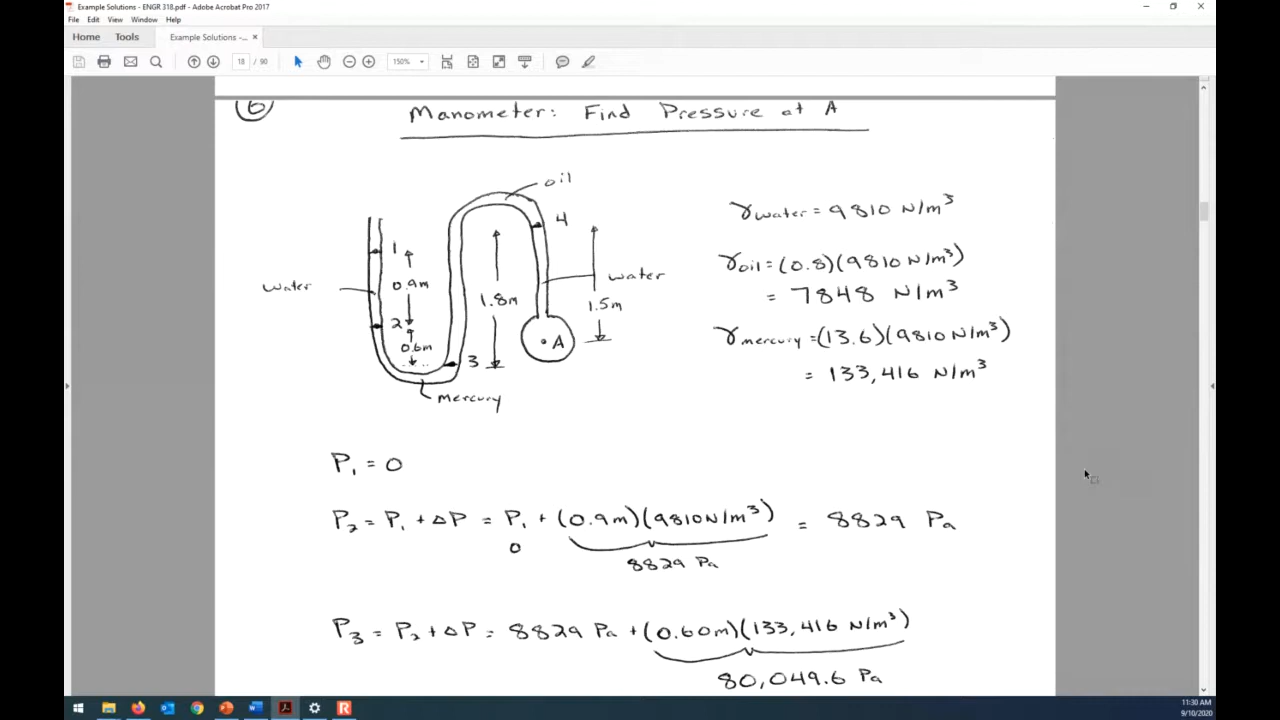 Example Solutions - ENGR 318.pdf - Adobe Acrobat Pro 2017
File Edit View Window Help
Home Tools Example Solutions -... ×
18 / 90 150%
6
Manometer: Find Pressure at A
oil
4
1
0.9m
water
2
0.6m
3
mercury
1.8m
water
1.5m
A
γwater = 9810 N/m³
γoil = (0.8)(9810 N/m³)
= 7848 N/m³
γmercury = (13.6)(9810 N/m³)
= 133,416 N/m³
P₁ = 0
P₂ = P₁ + ΔP = P₁ + (0.9m)(9810 N/m³) = 8829 Pa
0
8829 Pa
P₃ = P₂ + ΔP = 8829 Pa + (0.60m)(133,416 N/m³)
80,049.6 Pa
11:30 AM
9/10/2020